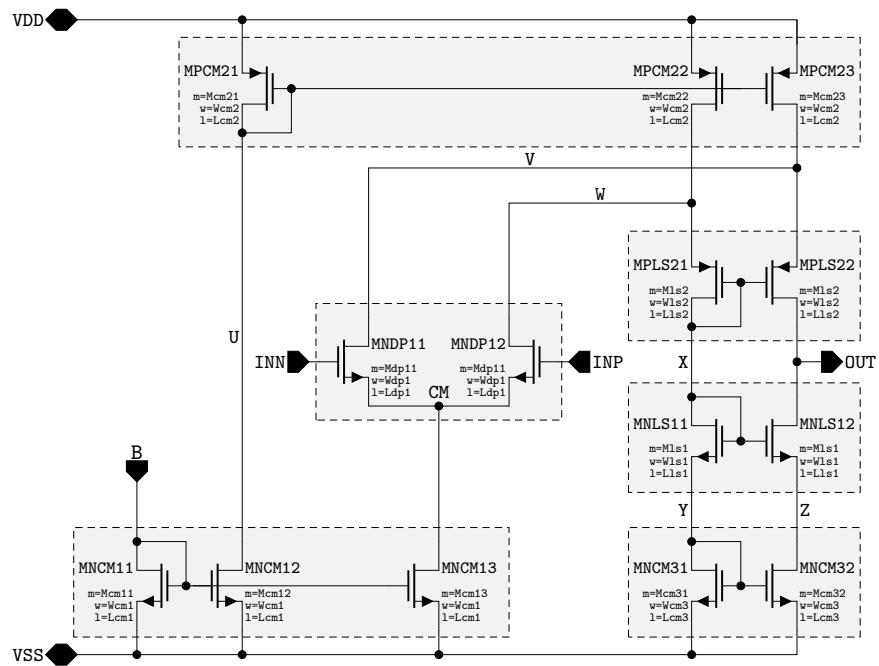 VDD
MPCM21
m=Mcm21
w=Wcm2
l=Lcm2
MPCM22
m=Mcm22
w=Wcm2
l=Lcm2
MPCM23
m=Mcm23
w=Wcm2
l=Lcm2
V
W
MPLS21
m=Mls2
w=Wls2
l=Lls2
MPLS22
m=Mls2
w=Wls2
l=Lls2
U
INN
MNDP11
m=Mdp11
w=Wdp1
l=Ldp1
MNDP12
m=Mdp11
w=Wdp1
l=Ldp1
INP
CM
X
OUT
MNLS11
m=Mls1
w=Wls1
l=Lls1
MNLS12
m=Mls1
w=Wls1
l=Lls1
B
Y
Z
MNCM11
m=Mcm11
w=Wcm1
l=Lcm1
MNCM12
m=Mcm12
w=Wcm1
l=Lcm1
MNCM13
m=Mcm13
w=Wcm1
l=Lcm1
MNCM31
m=Mcm31
w=Wcm3
l=Lcm3
MNCM32
m=Mcm32
w=Wcm3
l=Lcm3
VSS